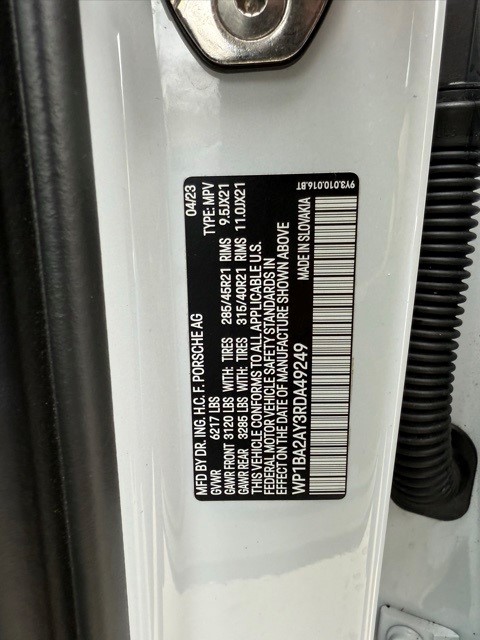 MFD BY DR. ING. H.C. F. PORSCHE AG 04/23
GVWR 6217 LBS TYPE: MPV
GAWR FRONT 3120 LBS WITH: TIRES 285/45R21 RIMS 9.5JX21
GAWR REAR 3285 LBS WITH: TIRES 315/40R21 RIMS 11.0JX21
THIS VEHICLE CONFORMS TO ALL APPLICABLE U.S.
FEDERAL MOTOR VEHICLE SAFETY STANDARDS IN
EFFECT ON DATE OF MANUFACTURE SHOWN ABOVE
WP1BA2AY3RDA49249 MADE IN SLOVAKIA
9Y3.010.016.BT